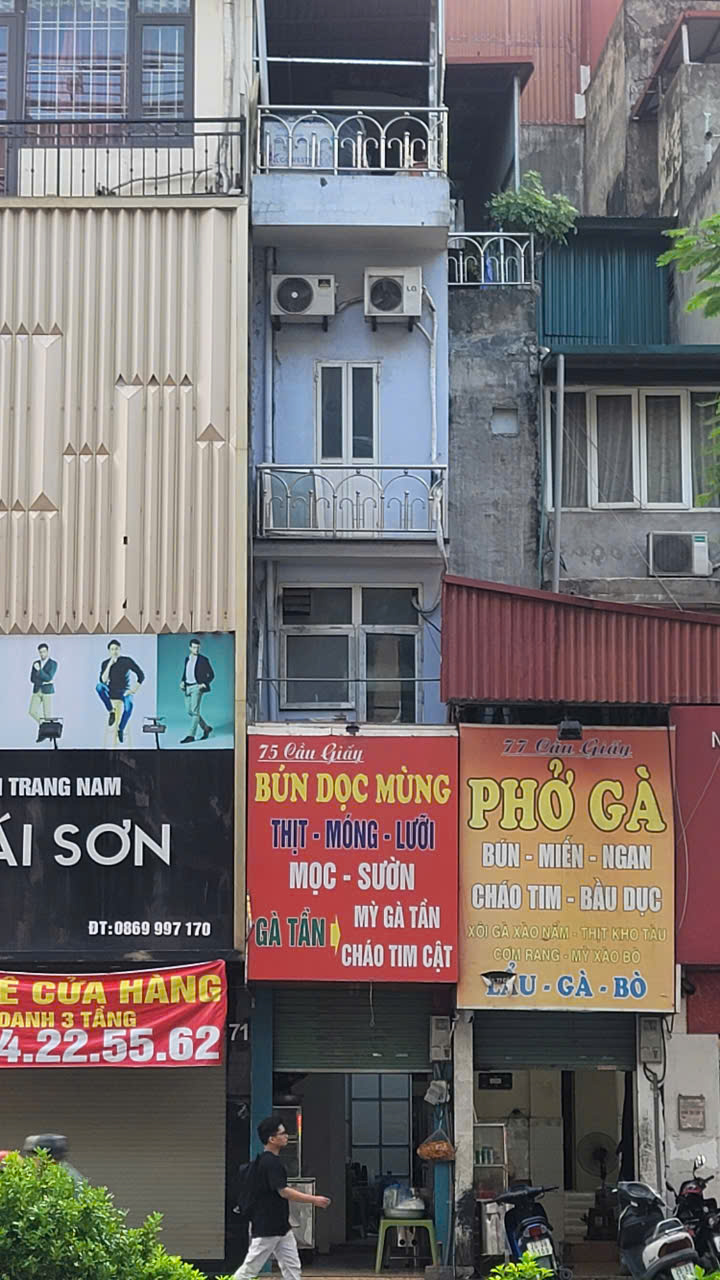 TRANG NAM
ÁI SƠN
ĐT:0869 997 170
Ê CỬA HÀNG
DOANH 3 TẦNG
4.22.55.62
71
75 Cầu Giấy
BÚN DỌC MÙNG
THỊT - MÓNG - LƯỠI
MỌC - SƯỜN
GÀ TẦN
MỲ GÀ TẦN
CHÁO TIM CẬT
77 Cầu Giấy
PHỞ GÀ
BÚN - MIẾN - NGAN
CHÁO TIM - BẦU DỤC
XÔI GÀ XÀO NẤM - THỊT KHO TÀU
CƠM RANG - MỲ XÀO BÒ
LẨU - GÀ - BÒ
LG